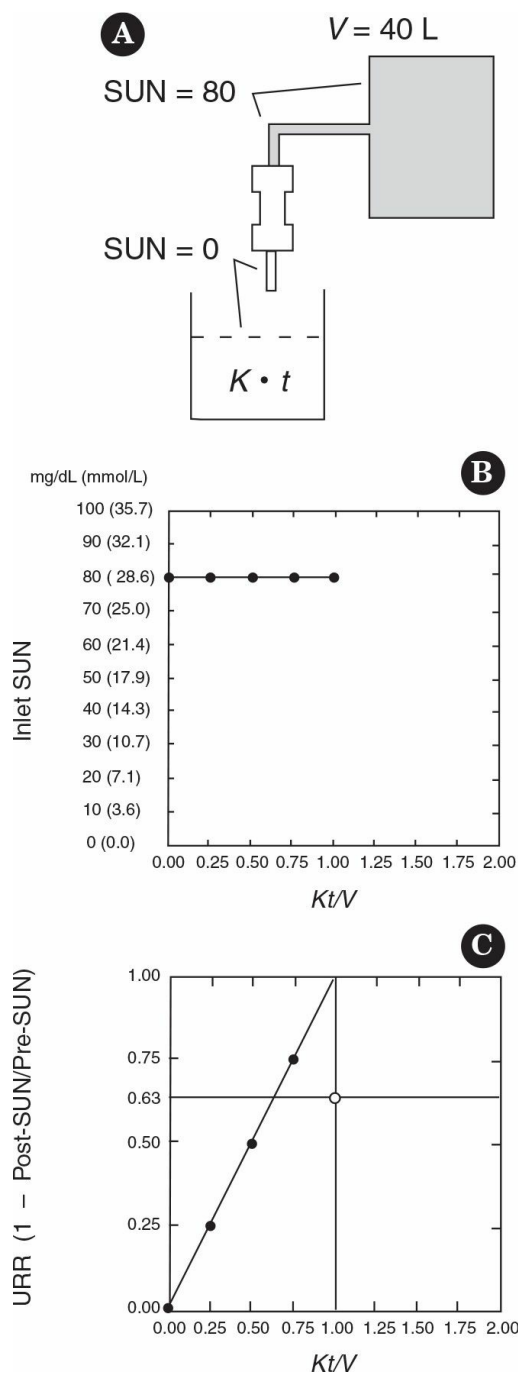 A
V = 40 L
SUN = 80
SUN = 0
K • t
B
mg/dL (mmol/L)
100 (35.7)
90 (32.1)
80 ( 28.6)
70 (25.0)
60 (21.4)
50 (17.9)
40 (14.3)
30 (10.7)
20 (7.1)
10 (3.6)
0 (0.0)
Inlet SUN
0.00 0.25 0.50 0.75 1.00 1.25 1.50 1.75 2.00
Kt/V
C
1.00
0.75
0.63
0.50
0.25
0.00
URR (1 – Post-SUN/Pre-SUN)
0.00 0.25 0.50 0.75 1.00 1.25 1.50 1.75 2.00
Kt/V